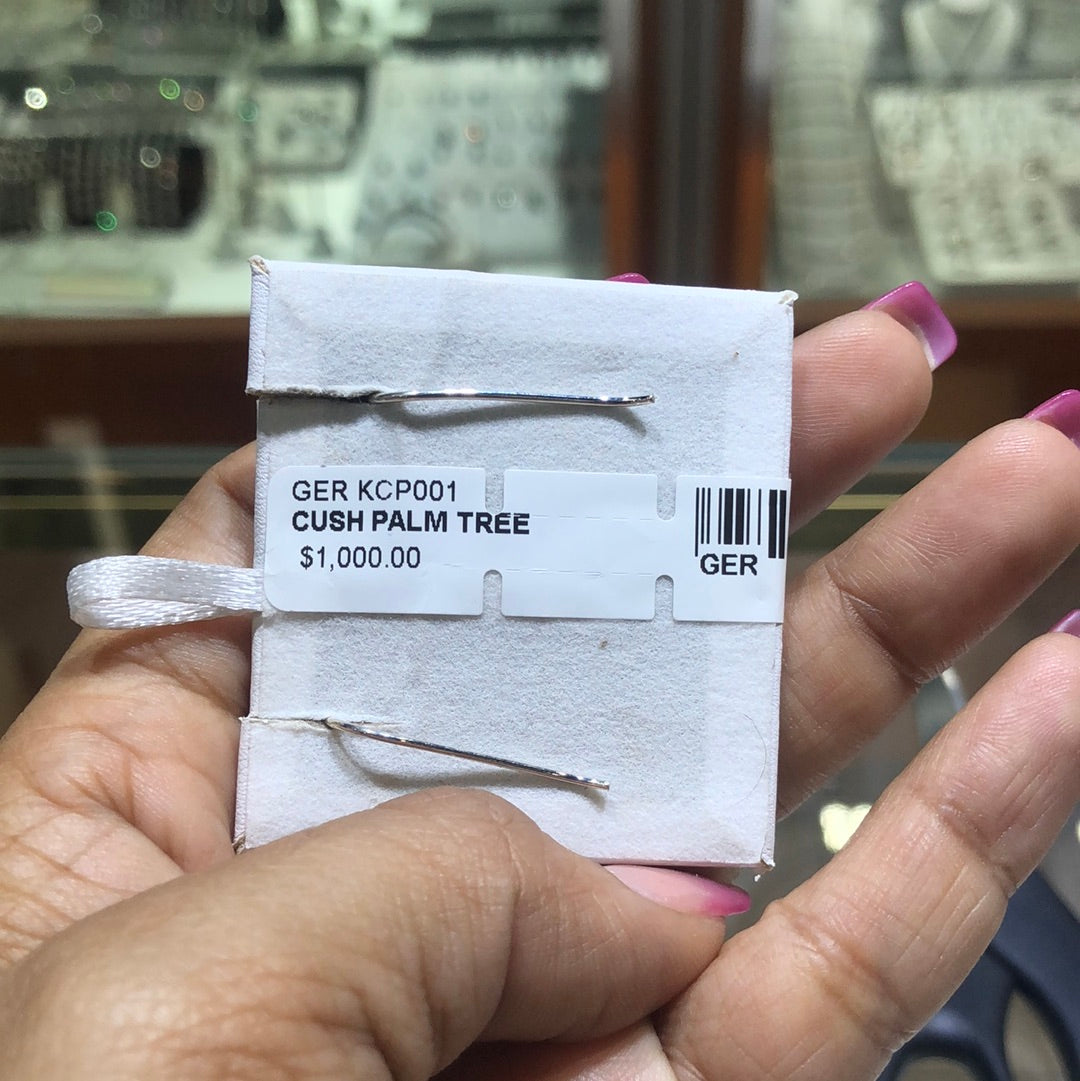 GER KCP001
CUSH PALM TREE
$1,000.00
GER